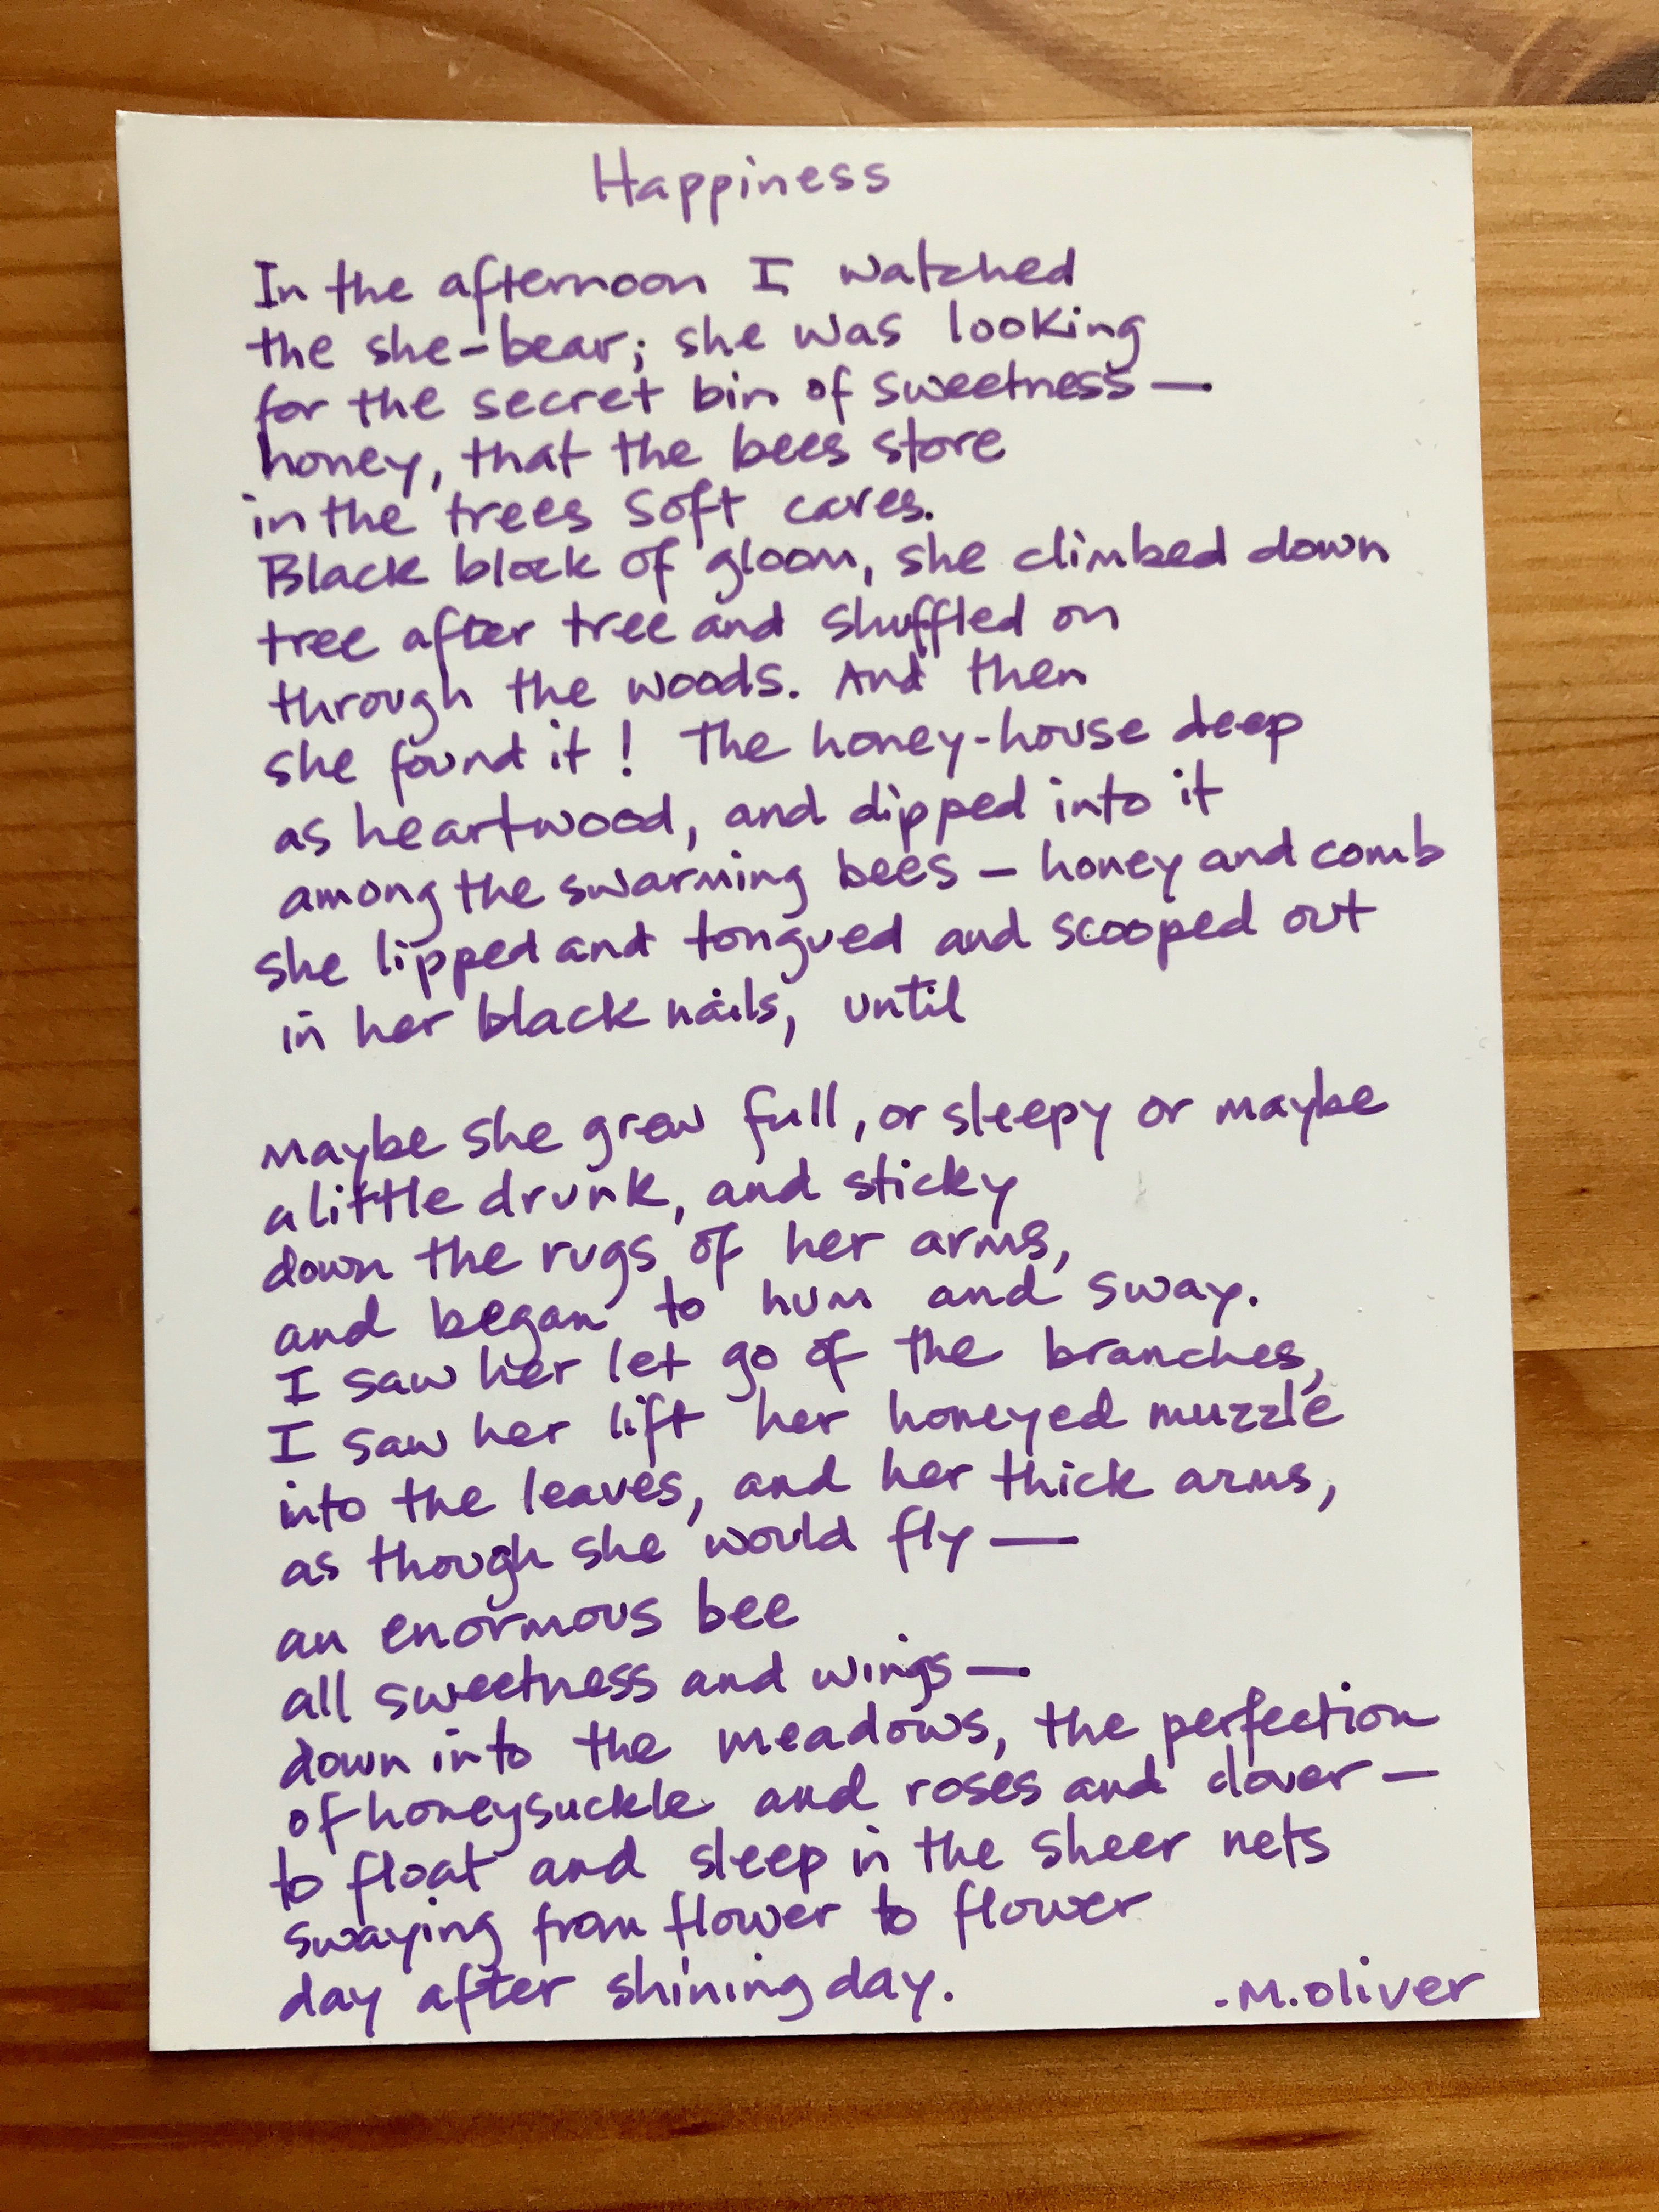 Happiness
In the afternoon I watched
the she-bear; she was looking
for the secret bin of sweetness —
honey, that the bees store
in the trees soft caves.
Black block of gloom, she climbed down
tree after tree and shuffled on
through the woods. And then
she found it! The honey-house deep
as heartwood, and dipped into it
among the swarming bees — honey and comb
she lipped and tongued and scooped out
in her black nails, until
Maybe she grew full, or sleepy or maybe
a little drunk, and sticky
down the rugs of her arms,
and began to hum and sway.
I saw her let go of the branches,
I saw her lift her honeyed muzzle
into the leaves, and her thick arms,
as though she would fly —
an enormous bee
all sweetness and wings —
down into the meadows, the perfection
of honeysuckle and roses and clover —
to float and sleep in the sheer nets
swaying from flower to flower
day after shining day.
- M. Oliver